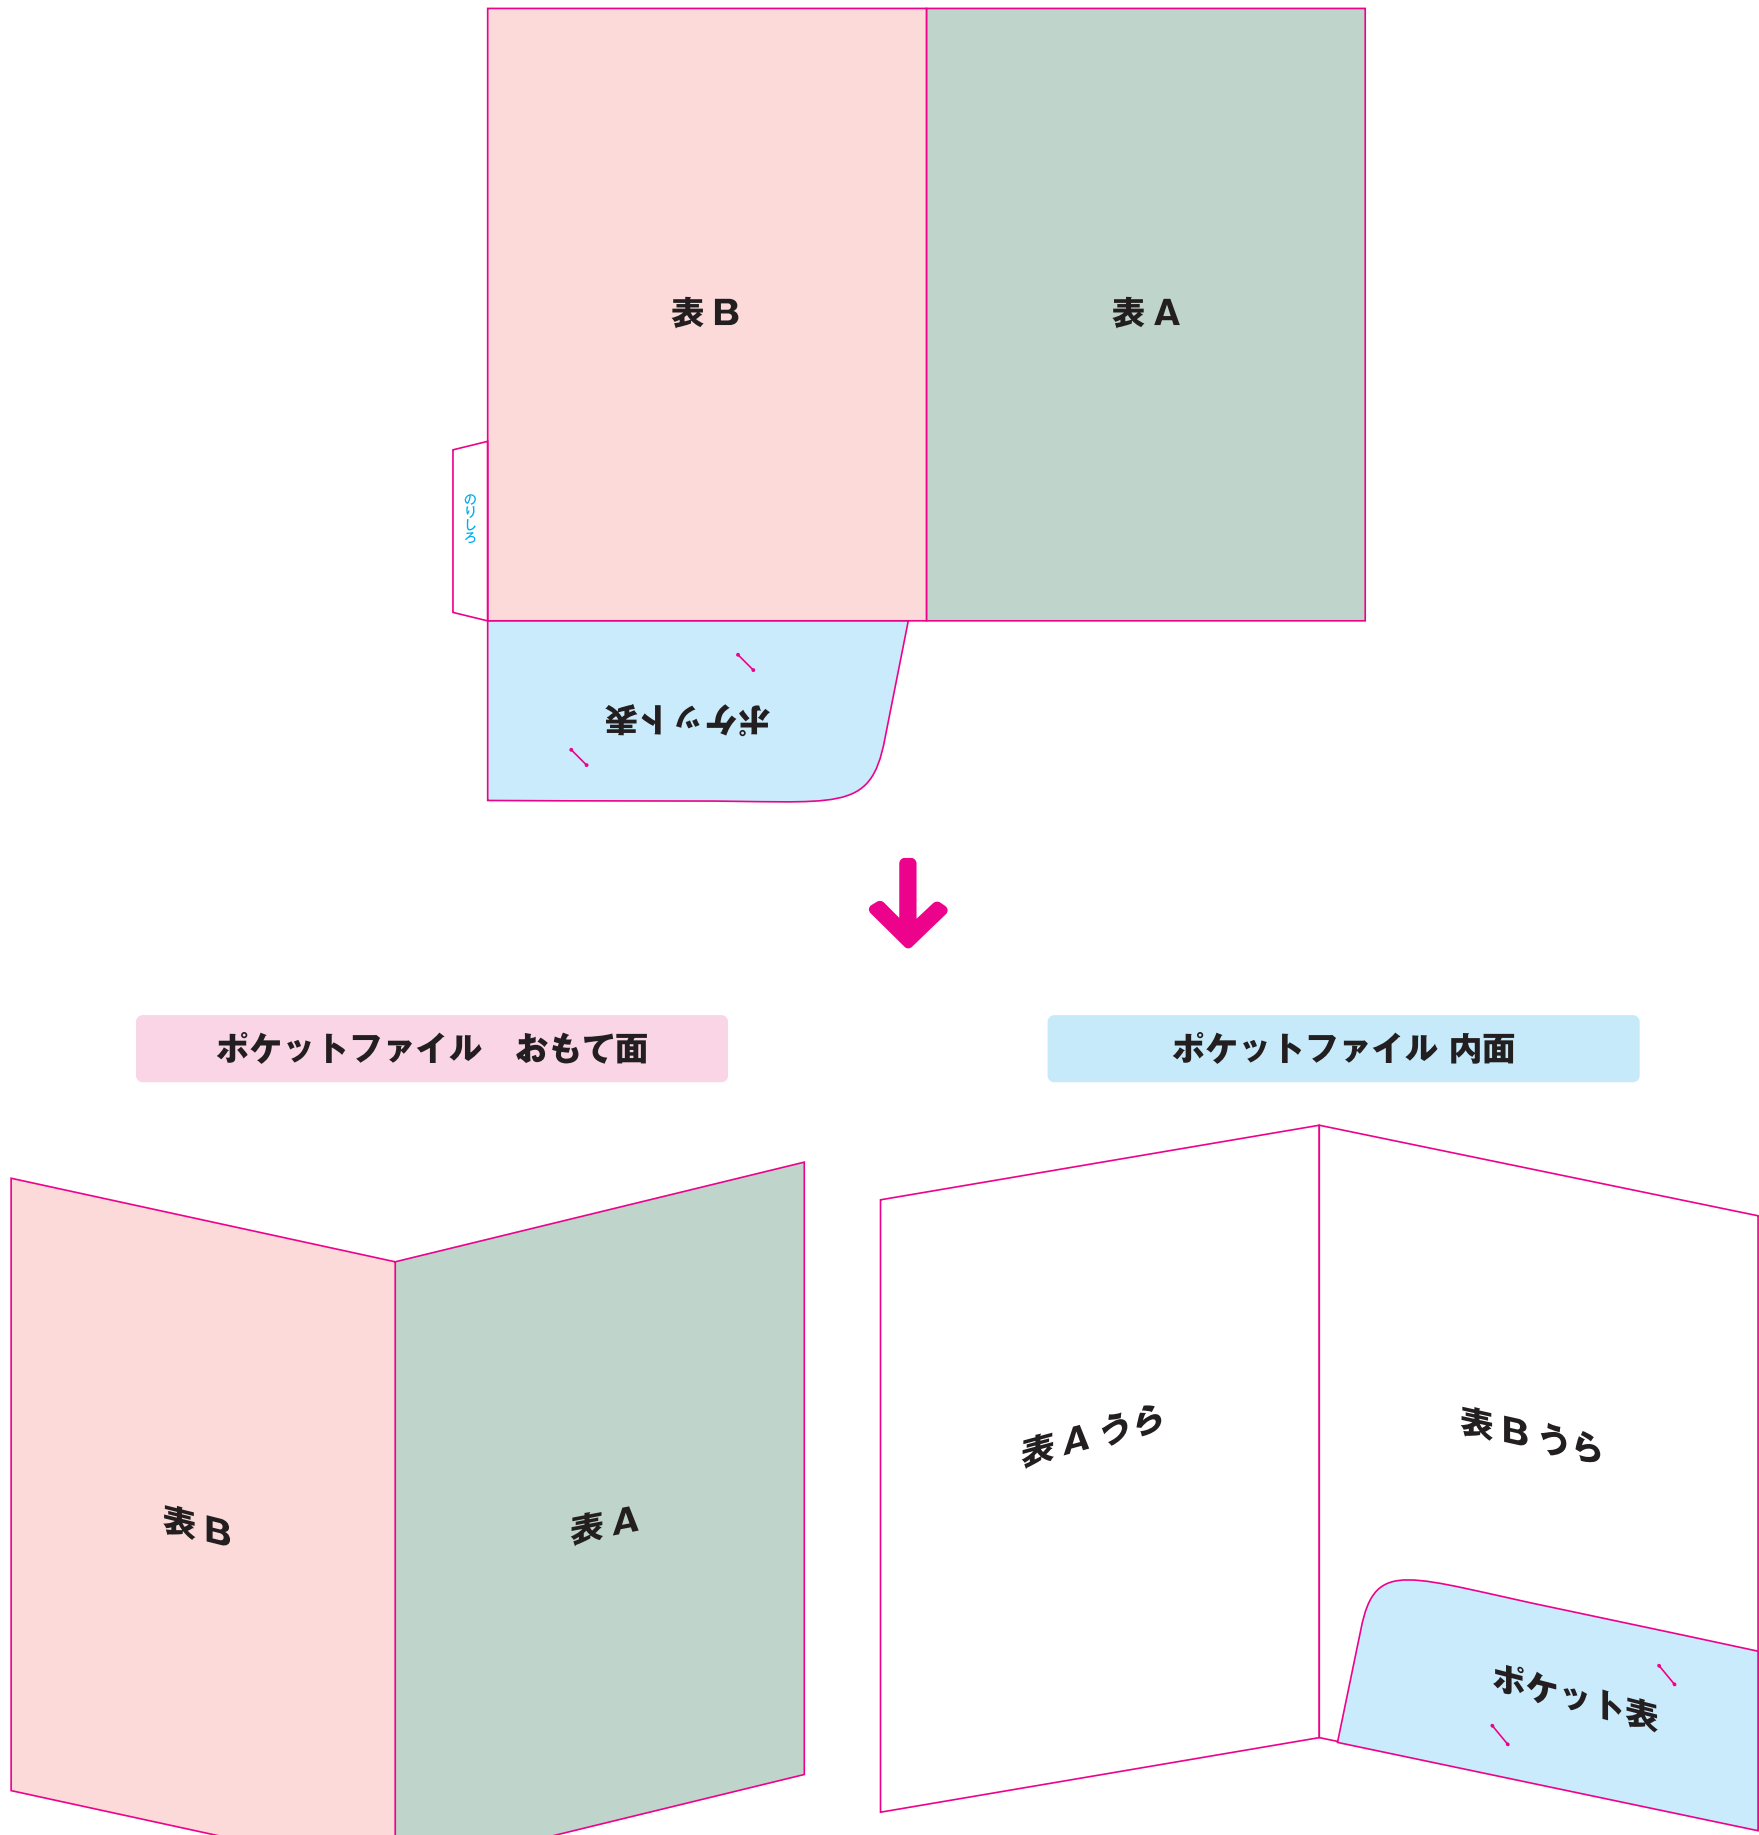 表 B
表 A
のりしろ
ポケット表
ポケットファイル　おもて面
ポケットファイル 内面
表 B
表 A
表 A うら
表 B うら
ポケット表